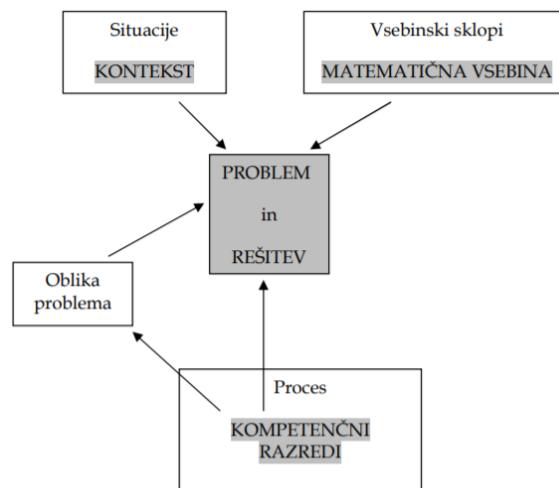 Situacije
KONTEKST
Vsebinski sklopi
MATEMATIČNA VSEBINA
PROBLEM
in
REŠITEV
Oblika
problema
Proces
KOMPETENČNI
RAZREDI